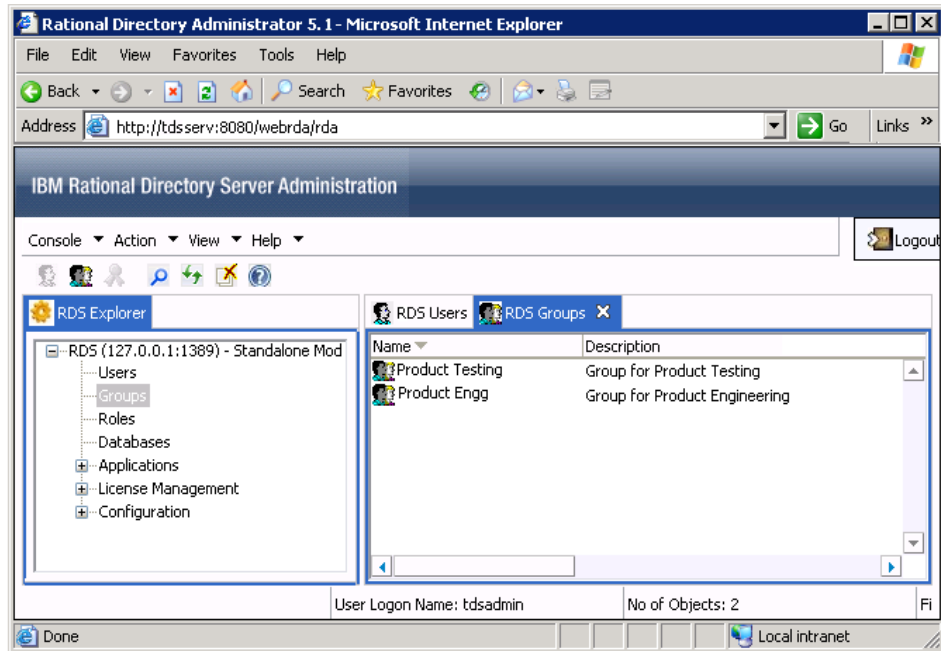 Rational Directory Administrator 5.1 - Microsoft Internet Explorer
File Edit View Favorites Tools Help
Back Search Favorites
Address http://tdsserv:8080/webrda/rda Go Links »
IBM Rational Directory Server Administration
Console Action View Help Logout
RDS Explorer
RDS (127.0.0.1:1389) - Standalone Mod
Users
Groups
Roles
Databases
Applications
License Management
Configuration
RDS Users RDS Groups X
Name Description
Product Testing Group for Product Testing
Product Engg Group for Product Engineering
User Logon Name: tdsadmin No of Objects: 2 Fi
Done Local intranet